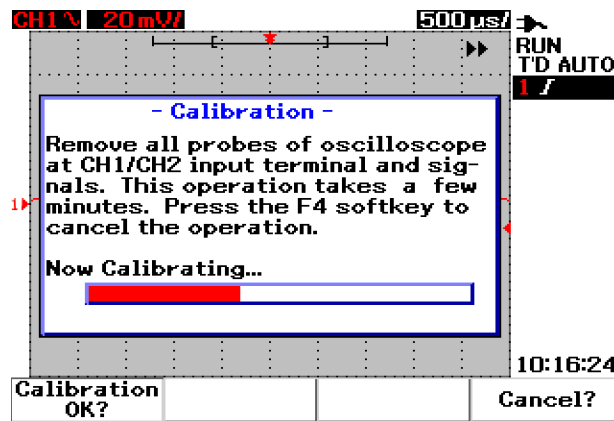 CH1 20mV/ 500µs/
RUN
T'D AUTO
1
- Calibration -
Remove all probes of oscilloscope
at CH1/CH2 input terminal and sig-
nals. This operation takes a few
minutes. Press the F4 softkey to
cancel the operation.
1
Now Calibrating...
10:16:24
Calibration
OK?
Cancel?